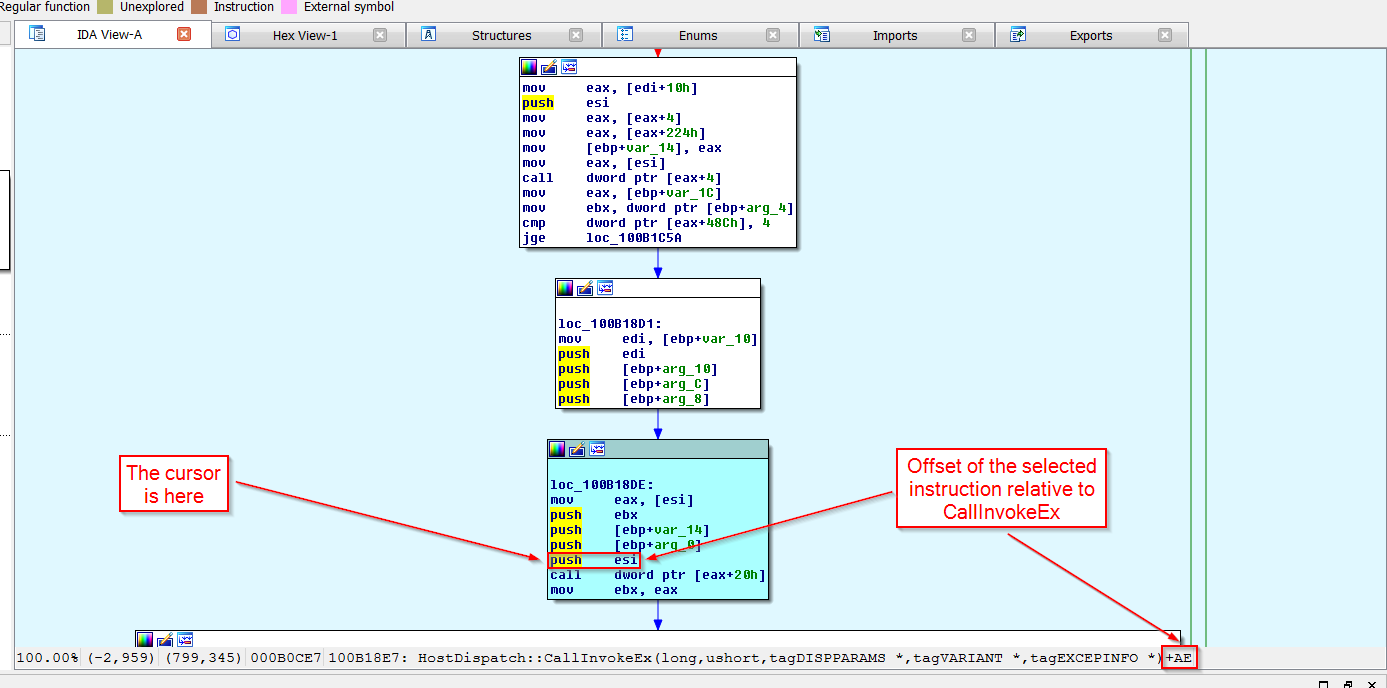 Regular function Unexplored Instruction External symbol
IDA View-A Hex View-1 Structures Enums Imports Exports
mov eax, [edi+10h]
push esi
mov eax, [eax+4]
mov eax, [eax+224h]
mov [ebp+var_14], eax
mov eax, [esi]
call dword ptr [eax+4]
mov eax, [ebp+var_1C]
mov ebx, dword ptr [ebp+arg_4]
cmp dword ptr [eax+48Ch], 4
jge loc_100B1C5A
loc_100B18D1:
mov edi, [ebp+var_10]
push edi
push [ebp+arg_10]
push [ebp+arg_C]
push [ebp+arg_8]
The cursor
is here
Offset of the selected
instruction relative to
CallInvokeEx
loc_100B18DE:
mov eax, [esi]
push ebx
push [ebp+var_14]
push [ebp+arg_0]
push esi
call dword ptr [eax+20h]
mov ebx, eax
100.00% (-2,959) (799,345) 000B0CE7 100B18E7: HostDispatch::CallInvokeEx(long,ushort,tagDISPPARAMS *,tagVARIANT *,tagEXCEPINFO *)+AE